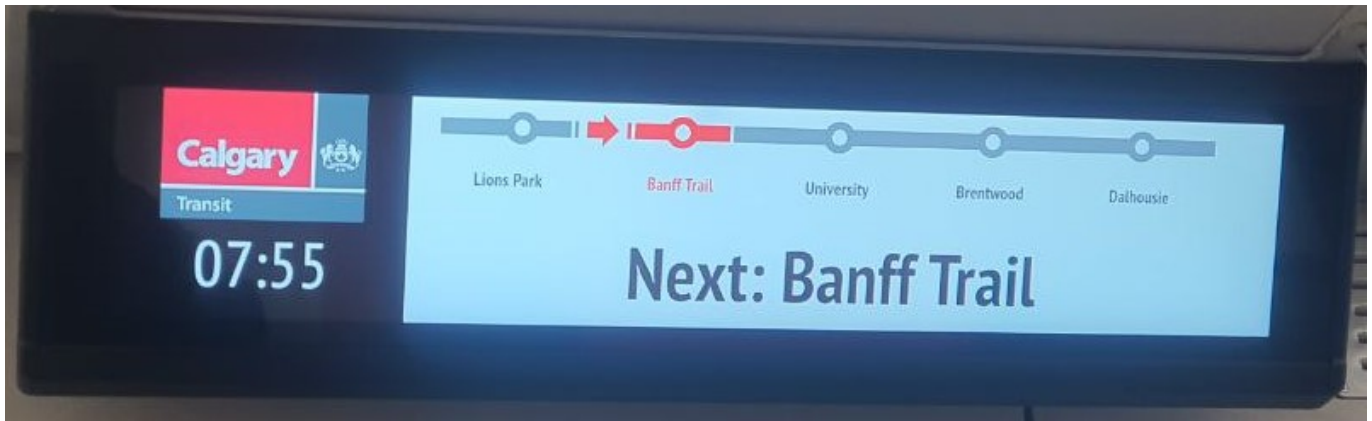 Calgary
Transit
07:55
Lions Park
Banff Trail
University
Brentwood
Dalhousie
Next: Banff Trail